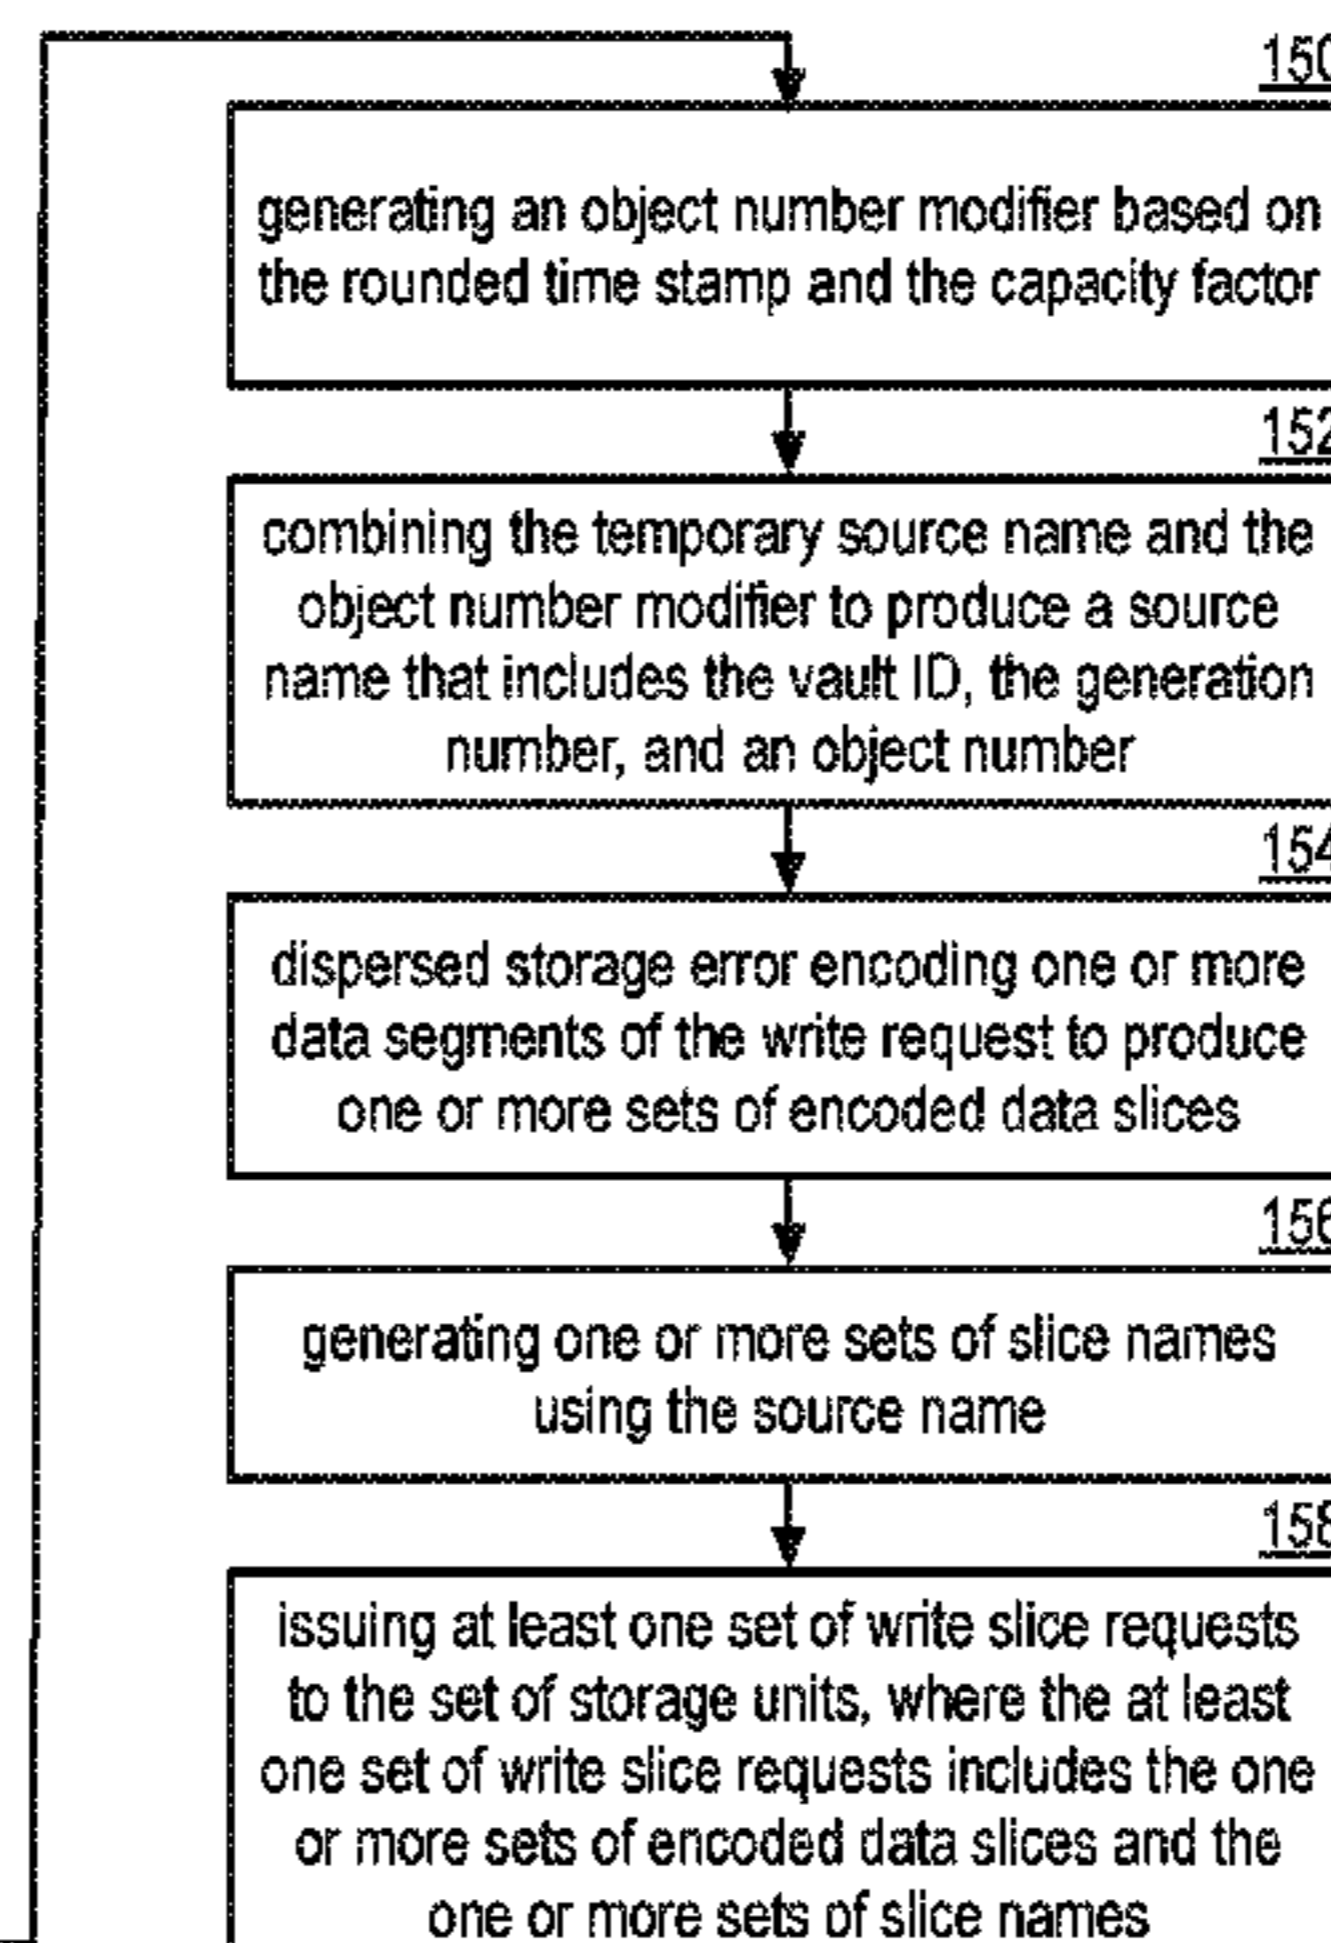 150
generating an object number modifier based on
the rounded time stamp and the capacity factor
152
combining the temporary source name and the
object number modifier to produce a source
name that includes the vault ID, the generation
number, and an object number
154
dispersed storage error encoding one or more
data segments of the write request to produce
one or more sets of encoded data slices
156
generating one or more sets of slice names
using the source name
158
issuing at least one set of write slice requests
to the set of storage units, where the at least
one set of write slice requests includes the one
or more sets of encoded data slices and the
one or more sets of slice names